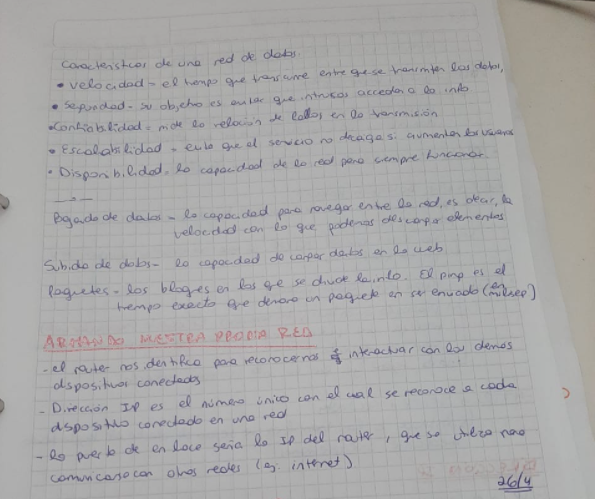 Características de una red de datos.
• velocidad = el tiempo que transcurre entre que se transmiten los datos,
• Seguridad - su objetivo es evitar que intrusos accedan a la info
• Confiabilidad = mide la relación de fallos en la transmisión
• Escalabilidad = evita que el servicio no decaiga si aumentan los usuarios
• Disponibilidad. la capacidad de la red para siempre funcionar.
Bajada de datos - la capacidad para navegar entre la red, es decir, la
velocidad con la que podemos descargar elementos
Subida de datos - la capacidad de cargar datos en la web
Paquetes - los bloques en los que se divide la info. El ping es el
tiempo exacto que demora un paquete en ser enviado (en miliseg)
ARMANDO NUESTRA PROPIA RED
- el router nos identifica para reconocernos e interactuar con los demás
dispositivos conectados
- Dirección IP es el número único con el cual se reconoce a cada
dispositivo conectado en una red
- la puerta de enlace sería la IP del router, que se utiliza para
comunicarse con otras redes (ej: internet)
26/4